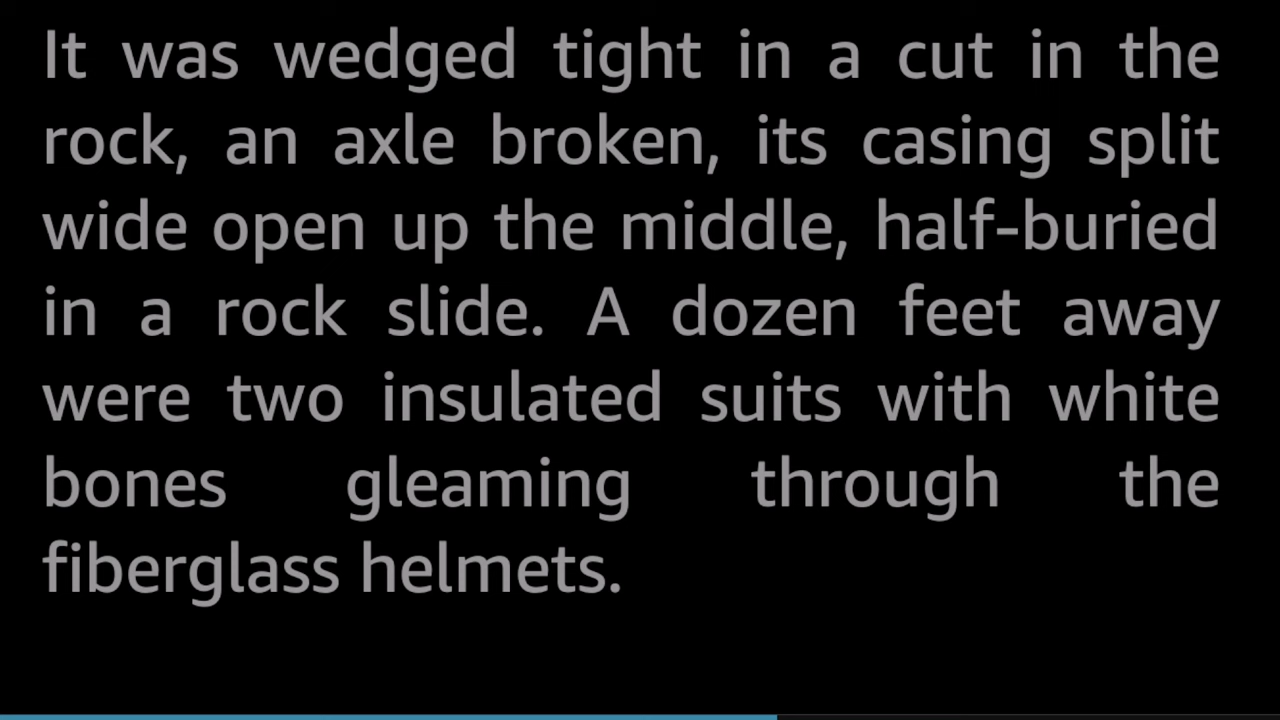 It was wedged tight in a cut in the
rock, an axle broken, its casing split
wide open up the middle, half-buried
in a rock slide. A dozen feet away
were two insulated suits with white
bones gleaming through the
fiberglass helmets.